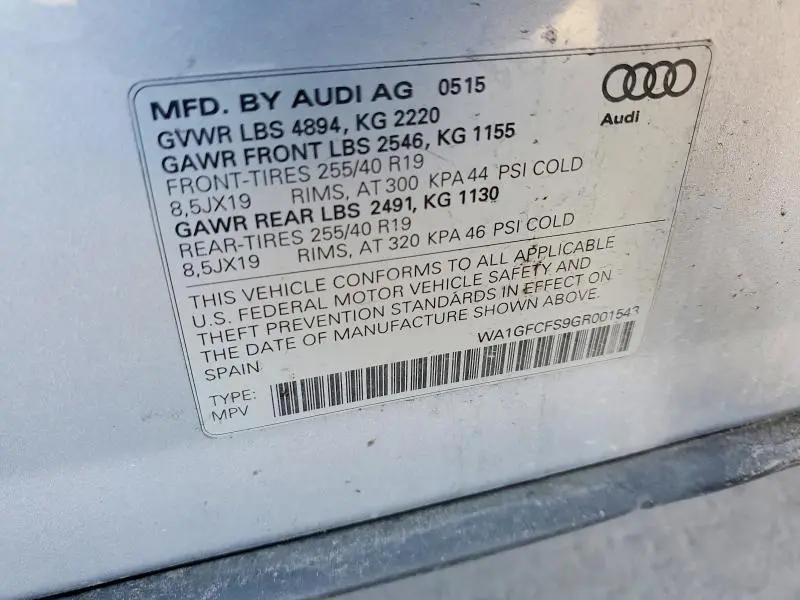 MFD. BY AUDI AG 0515
Audi
GVWR LBS 4894, KG 2220
GAWR FRONT LBS 2546, KG 1155
FRONT-TIRES 255/40 R19
8,5JX19 RIMS, AT 300 KPA 44 PSI COLD
GAWR REAR LBS 2491, KG 1130
REAR-TIRES 255/40 R19
8,5JX19 RIMS, AT 320 KPA 46 PSI COLD
THIS VEHICLE CONFORMS TO ALL APPLICABLE
U.S. FEDERAL MOTOR VEHICLE SAFETY AND
THEFT PREVENTION STANDARDS IN EFFECT ON
THE DATE OF MANUFACTURE SHOWN ABOVE.
SPAIN WA1GFCFS9GR001543
TYPE:
MPV